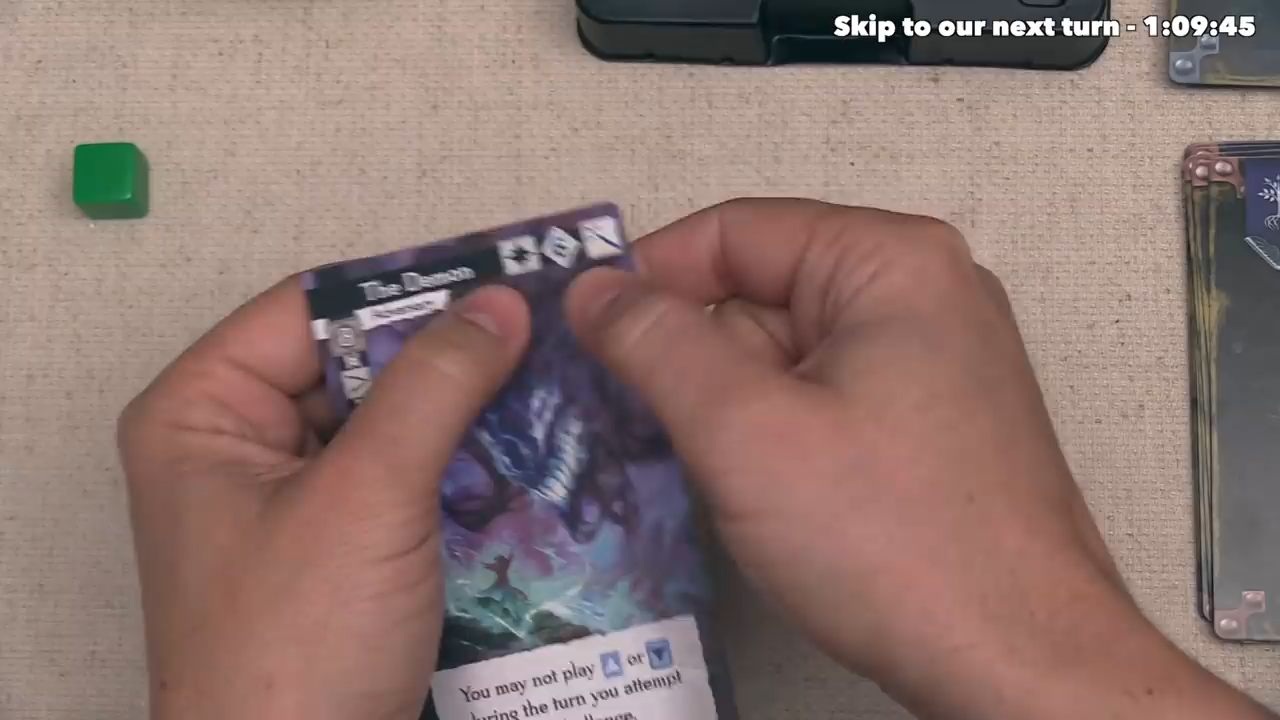 Skip to our next turn - 1:09:45
The Demon
You may not play or
during the turn you attempt